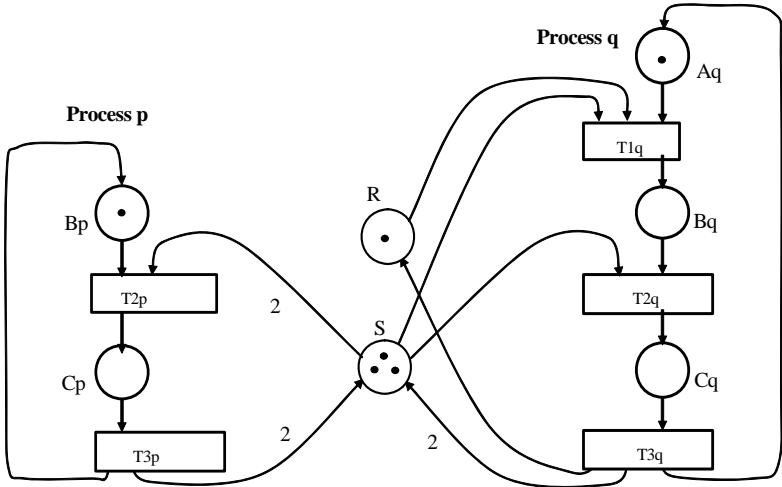 Process q
Aq
Process p
T1q
R
Bp
Bq
T2p
T2q
2
S
Cp
Cq
2
2
T3p
T3q